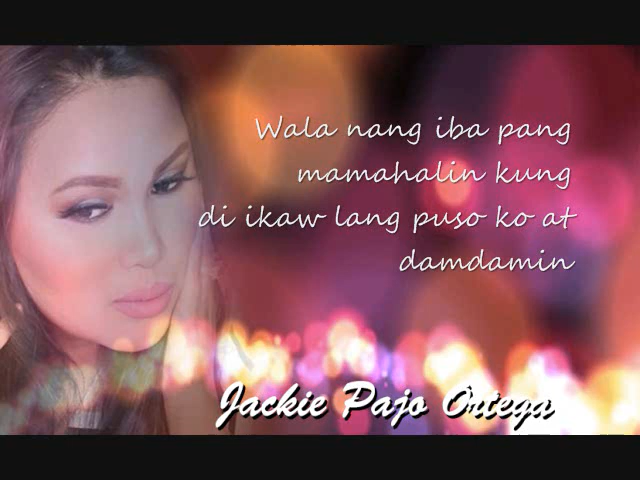 Wala nang iba pang
mamahalin kung
di ikaw lang puso ko at
damdamin
Jackie Pajo Ortega